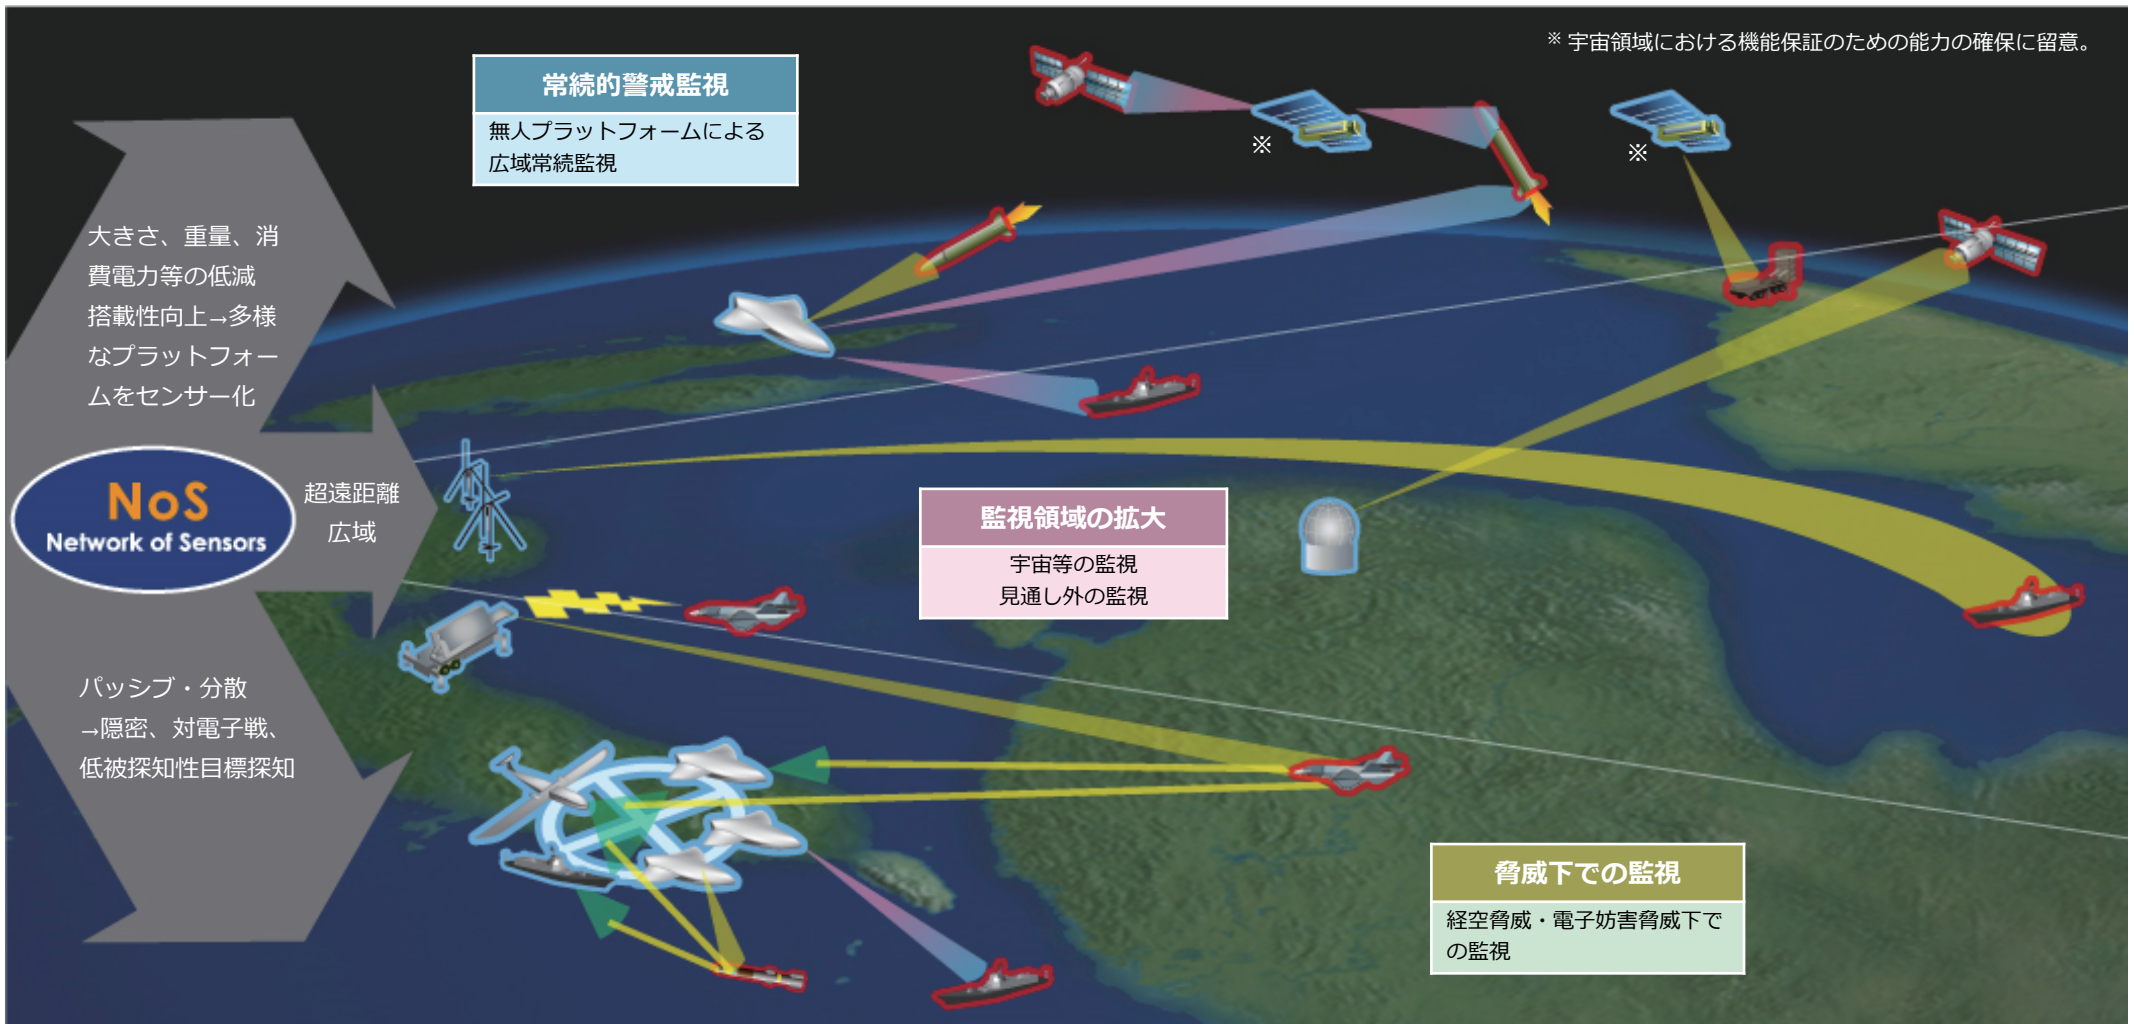 ※ 宇宙領域における機能保証のための能力の確保に留意。
常続的警戒監視
無人プラットフォームによる
広域常続監視
※
※
大きさ、重量、消
費電力等の低減
搭載性向上→多様
なプラットフォー
ムをセンサー化
NoS
Network of Sensors
超遠距離
広域
監視領域の拡大
宇宙等の監視
見通し外の監視
パッシブ・分散
→隠密、対電子戦、
低被探知性目標探知
脅威下での監視
経空脅威・電子妨害脅威下で
の監視